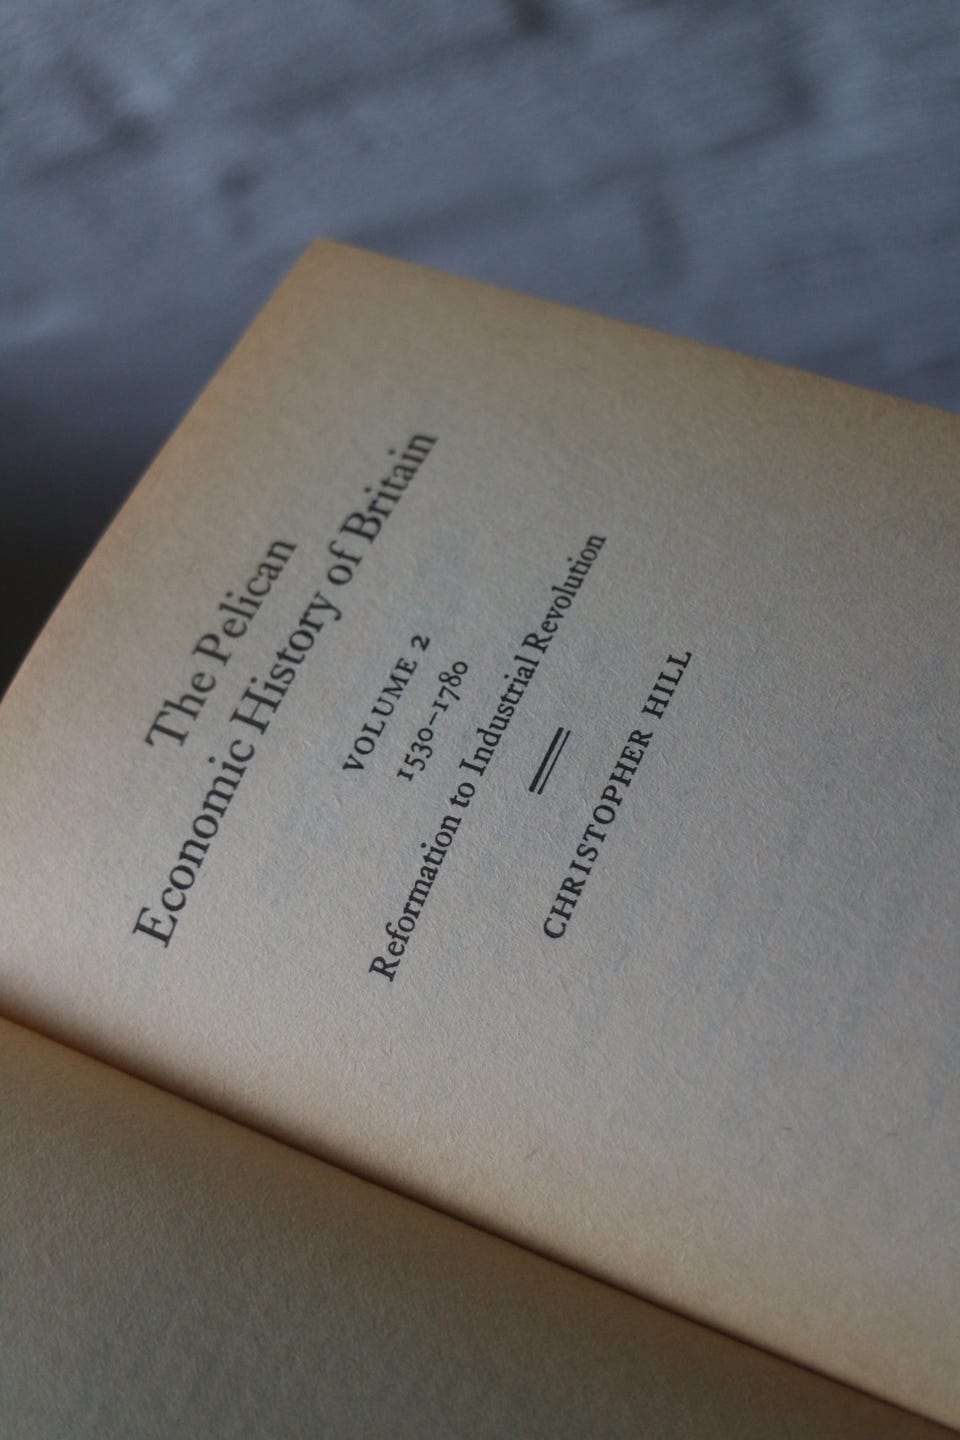 The Pelican
Economic History of Britain
VOLUME 2
1530–1780
Reformation to Industrial Revolution
CHRISTOPHER HILL